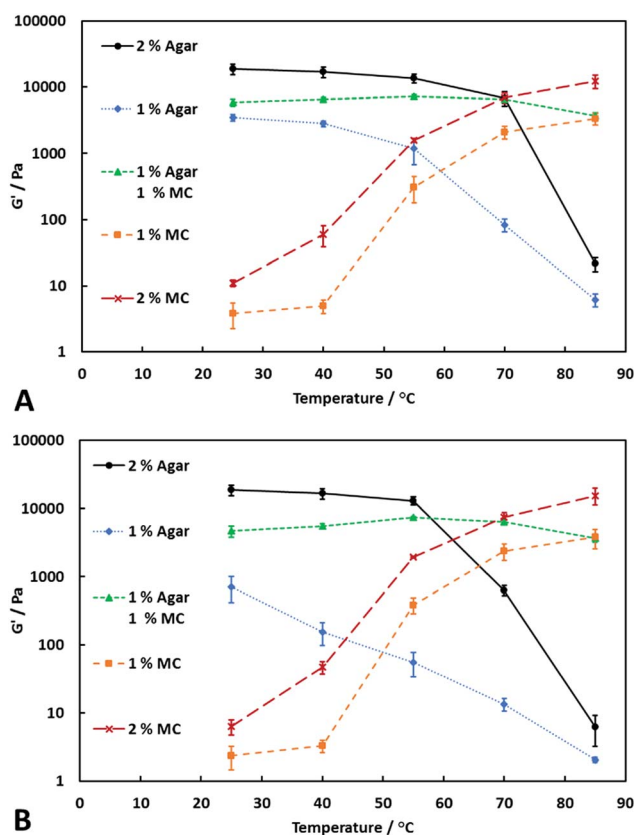 100000
10000
1000
100
10
1
G' / Pa
2 % Agar
1 % Agar
1 % Agar
1 % MC
1 % MC
2 % MC
0 10 20 30 40 50 60 70 80 90
Temperature / °C
A
100000
10000
1000
100
10
1
G' / Pa
2 % Agar
1 % Agar
1 % Agar
1 % MC
1 % MC
2 % MC
0 10 20 30 40 50 60 70 80 90
Temperature / °C
B